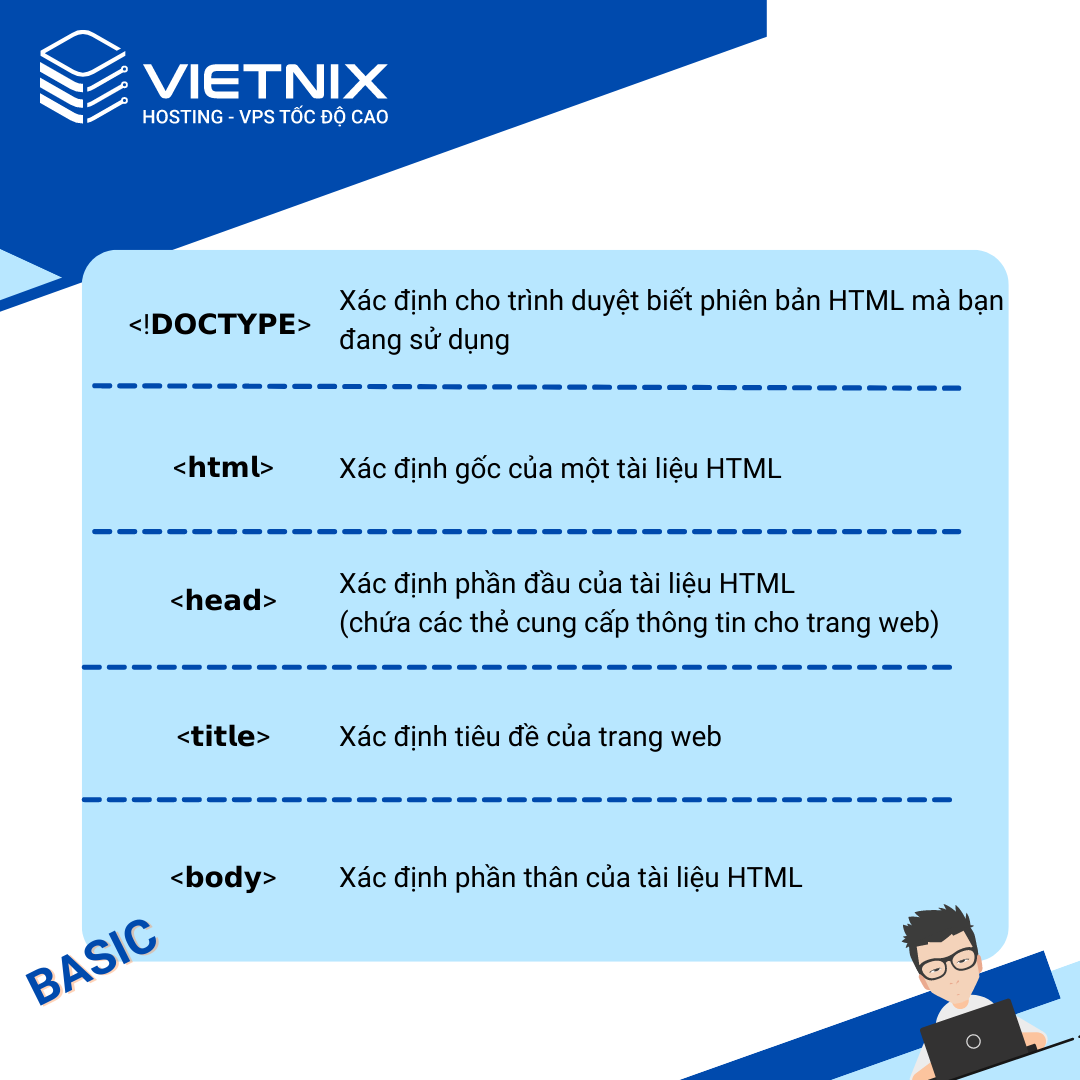 VIETNIX
HOSTING - VPS TỐC ĐỘ CAO
<!DOCTYPE>
Xác định cho trình duyệt biết phiên bản HTML mà bạn
đang sử dụng
<html>
Xác định gốc của một tài liệu HTML
<head>
Xác định phần đầu của tài liệu HTML
(chứa các thẻ cung cấp thông tin cho trang web)
<title>
Xác định tiêu đề của trang web
<body>
Xác định phần thân của tài liệu HTML
BASIC